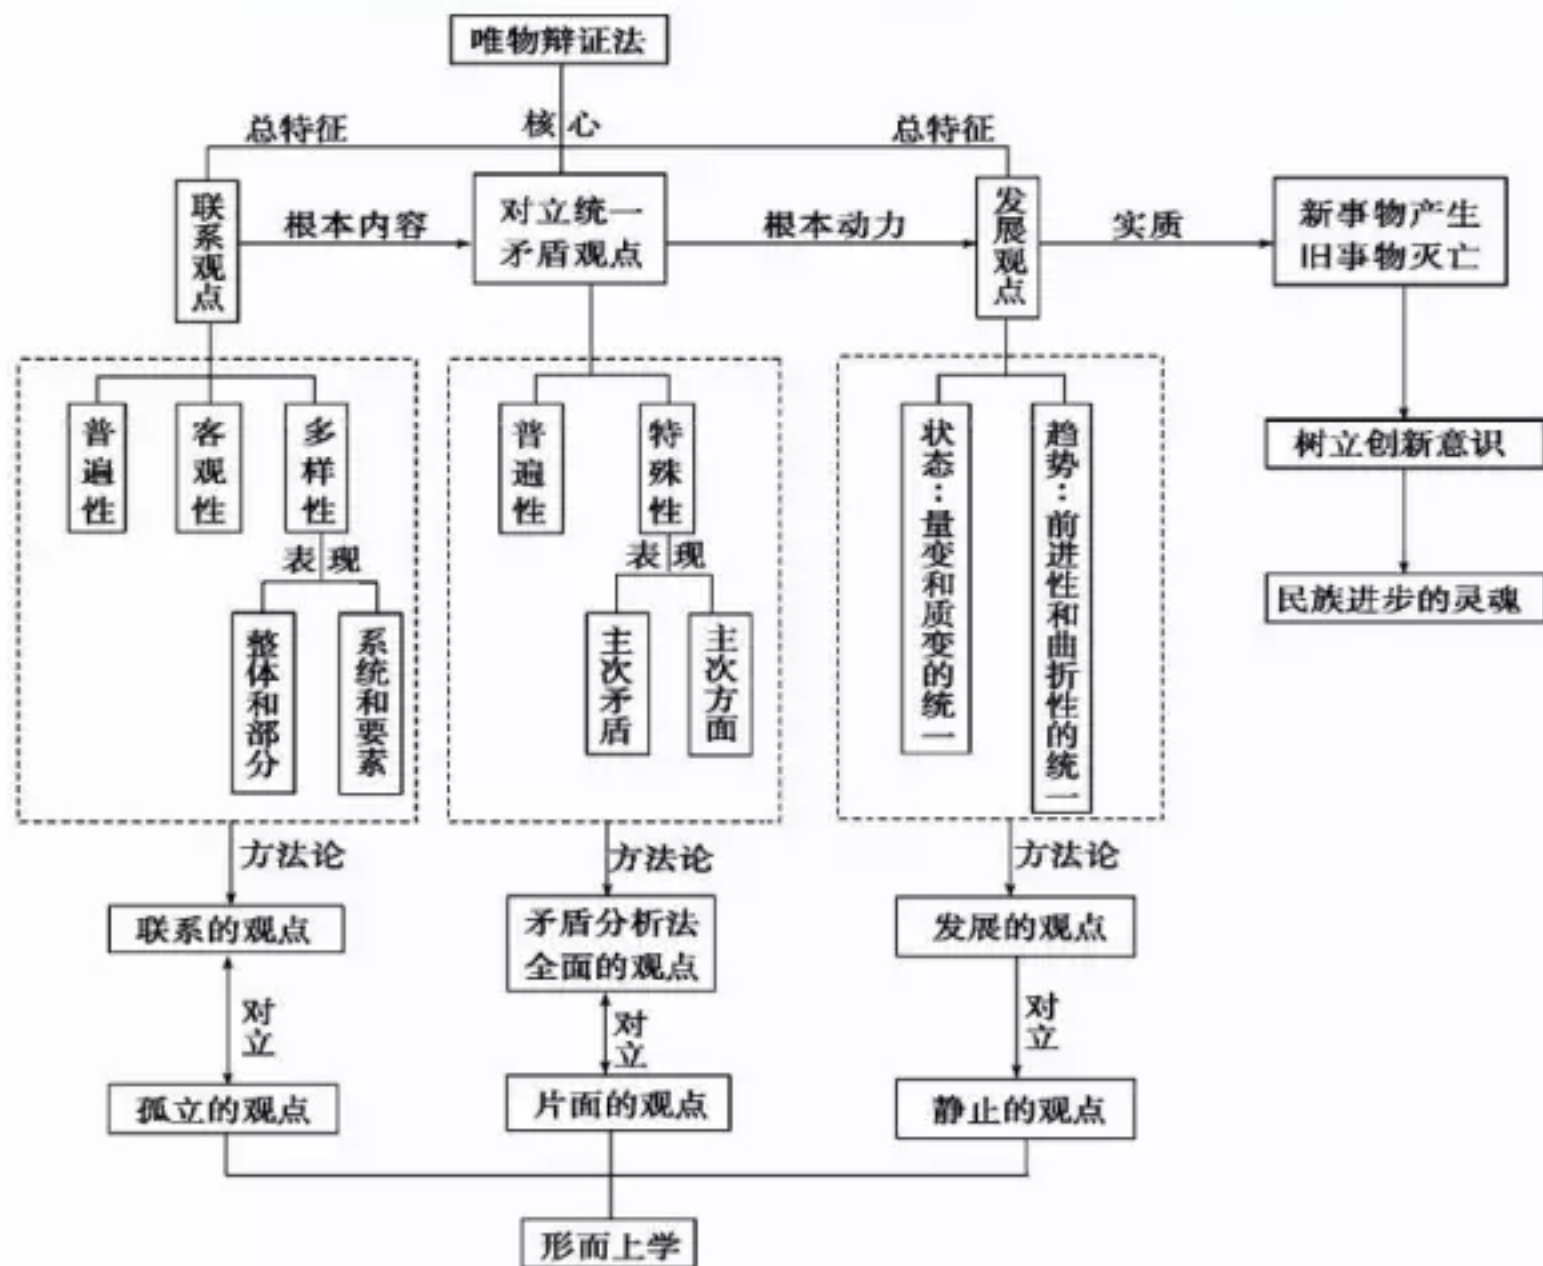 唯物辩证法
总特征
核心
总特征
联系观点
根本内容
对立统一
矛盾观点
根本动力
发展观点
实质
新事物产生
旧事物灭亡
普遍性
客观性
多样性
表现
整体和部分
系统和要素
普遍性
特殊性
表现
主次矛盾
主次方面
状态：量变和质变的统一
趋势：前进性和曲折性的统一
树立创新意识
民族进步的灵魂
方法论
方法论
方法论
联系的观点
矛盾分析法
全面的观点
发展的观点
对立
对立
对立
孤立的观点
片面的观点
静止的观点
形而上学